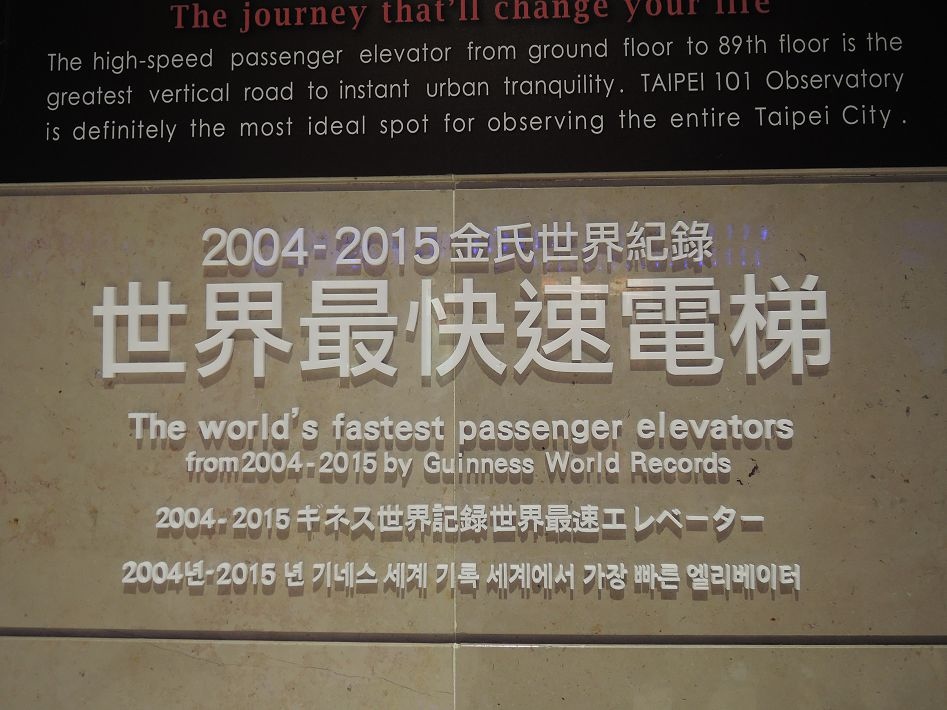 The journey that'll change your life
The high-speed passenger elevator from ground floor to 89th floor is the
greatest vertical road to instant urban tranquility. TAIPEI 101 Observatory
is definitely the most ideal spot for observing the entire Taipei City.
2004-2015 金氏世界紀錄
世界最快速電梯
The world's fastest passenger elevators
from 2004-2015 by Guinness World Records
2004-2015 キネス世界記録世界最速エレベーター
2004년-2015 년 기네스 세계 기록 세계에서 가장 빠른 엘리베이터